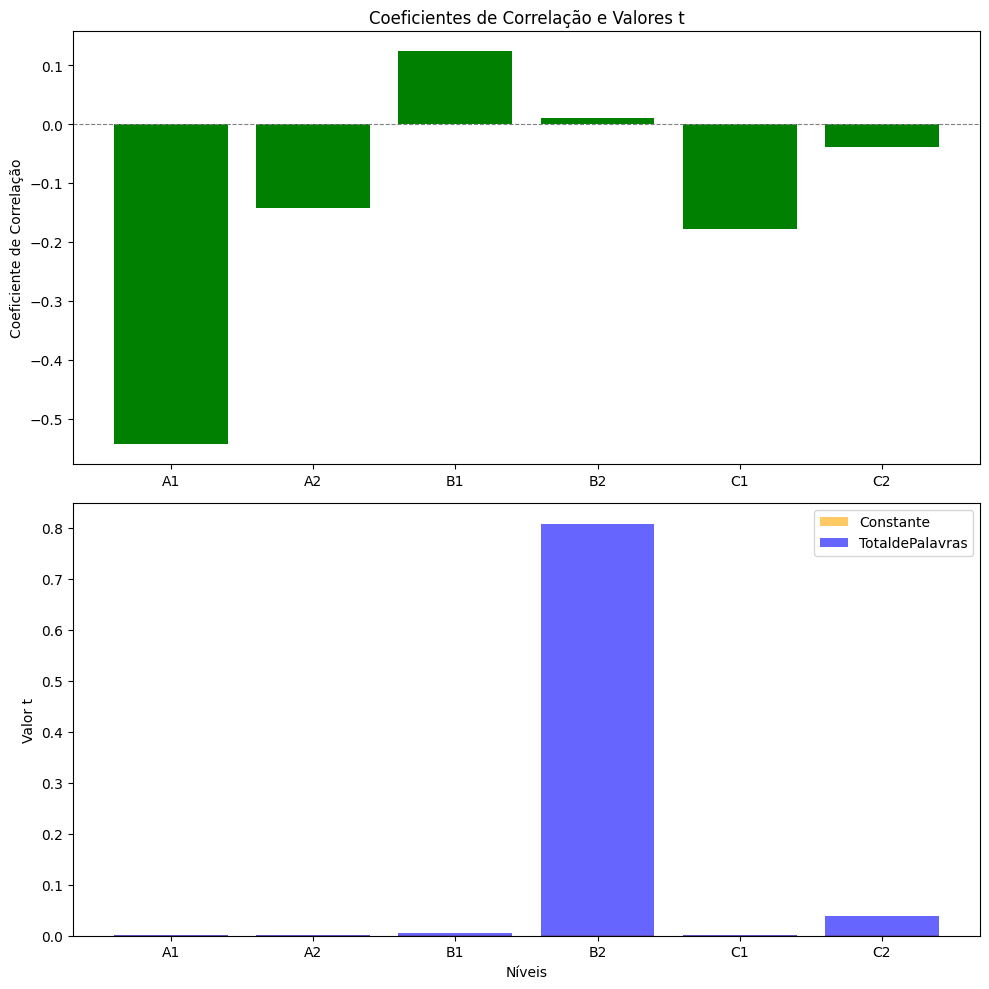 Coeficientes de Correlação e Valores t
Coeficiente de Correlação
0.1
0.0
−0.1
−0.2
−0.3
−0.4
−0.5
A1 A2 B1 B2 C1 C2
Valor t
0.8
0.7
0.6
0.5
0.4
0.3
0.2
0.1
0.0
Constante
TotaldePalavras
A1 A2 B1 B2 C1 C2
Níveis